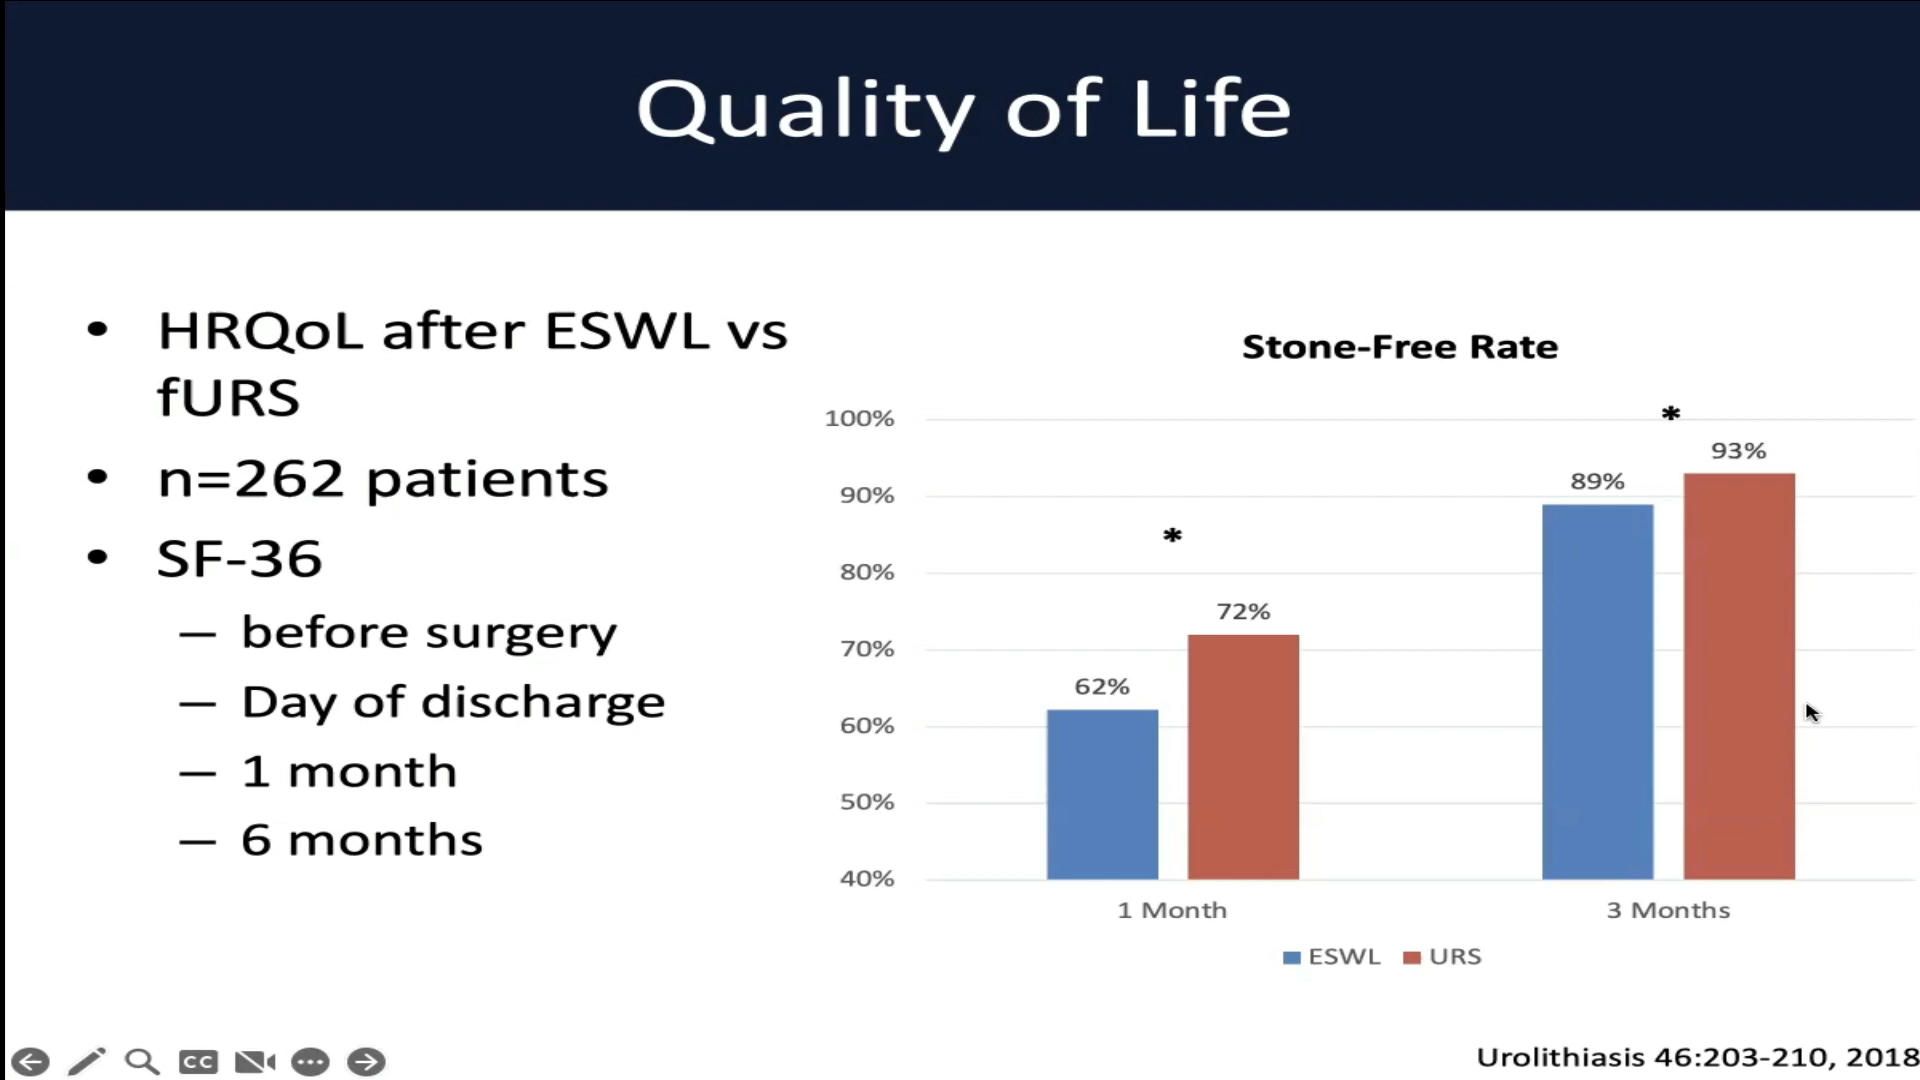 Quality of Life
• HRQoL after ESWL vs
fURS
• n=262 patients
• SF-36
– before surgery
– Day of discharge
– 1 month
– 6 months
Stone-Free Rate
100%
90%
80%
70%
60%
50%
40%
*
62%
72%
*
89%
93%
1 Month
3 Months
ESWL
URS
CC
Urolithiasis 46:203-210, 2018